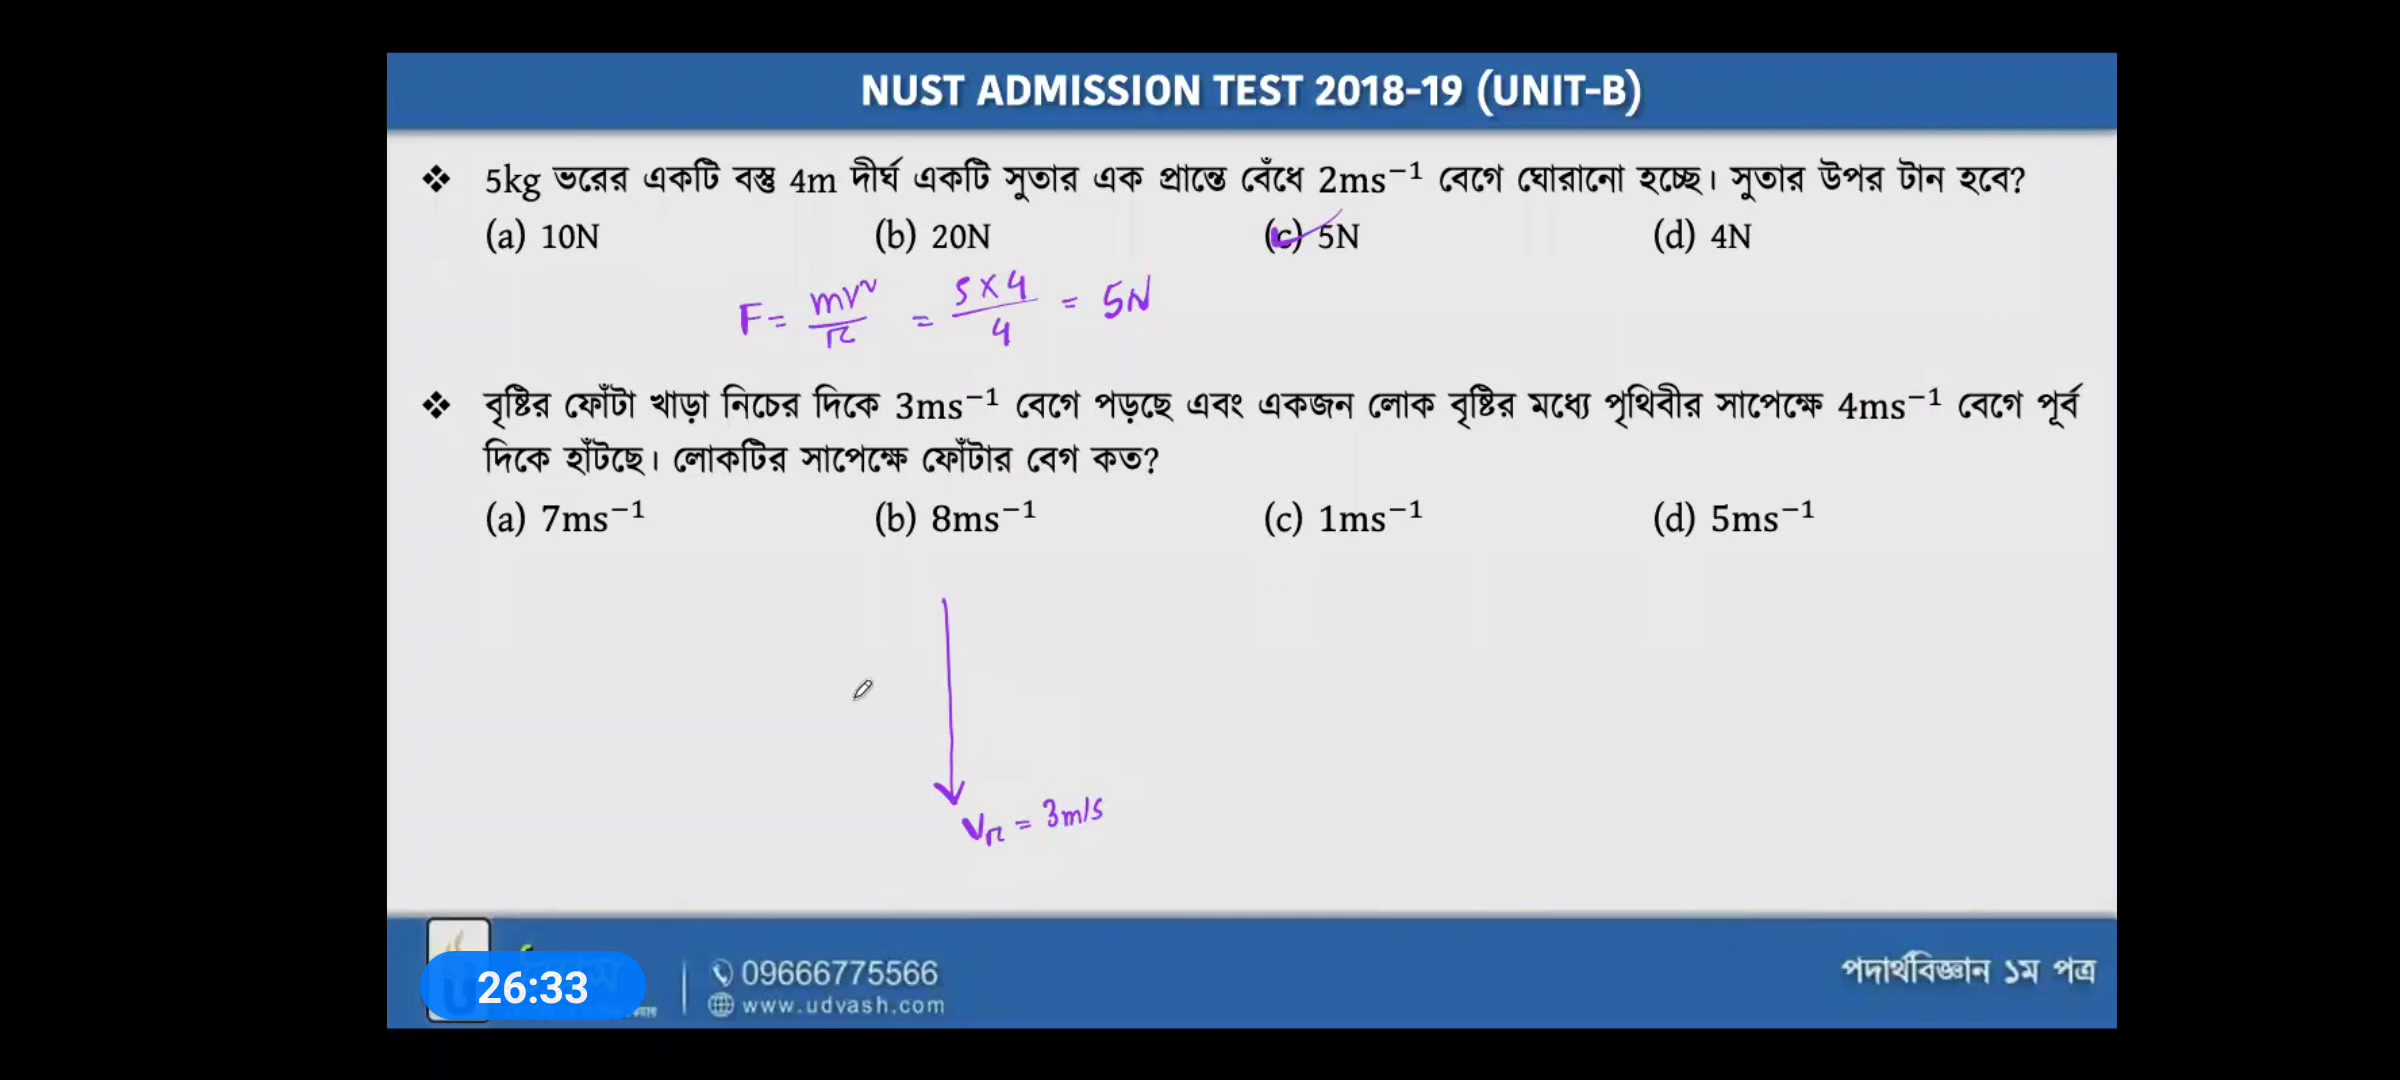 NUST ADMISSION TEST 2018-19 (UNIT-B)
❖ 5kg ভরের একটি বস্তু 4m দীর্ঘ একটি সুতার এক প্রান্তে বেঁধে 2ms⁻¹ বেগে ঘোরানো হচ্ছে। সুতার উপর টান হবে?
(a) 10N (b) 20N (c) 5N (d) 4N
F = mv²/r = 5×4/4 = 5N
❖ বৃষ্টির ফোঁটা খাড়া নিচের দিকে 3ms⁻¹ বেগে পড়ছে এবং একজন লোক বৃষ্টির মধ্যে পৃথিবীর সাপেক্ষে 4ms⁻¹ বেগে পূর্ব
দিকে হাঁটছে। লোকটির সাপেক্ষে ফোঁটার বেগ কত?
(a) 7ms⁻¹ (b) 8ms⁻¹ (c) 1ms⁻¹ (d) 5ms⁻¹
Vr = 3m/s
26:33
09666775566
www.udvash.com
পদার্থবিজ্ঞান ১ম পত্র